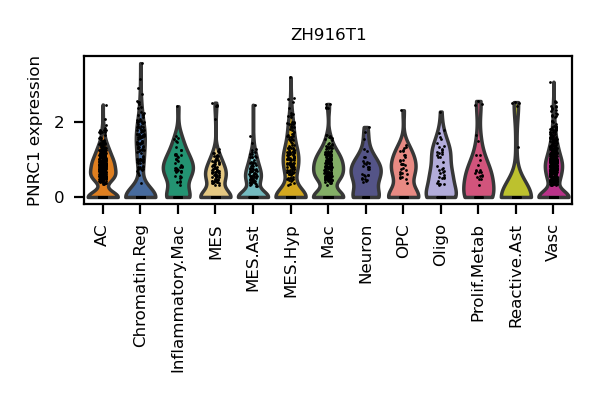 ZH916T1
PNRC1 expression
2
0
AC
Chromatin.Reg
Inflammatory.Mac
MES
MES.Ast
MES.Hyp
Mac
Neuron
OPC
Oligo
Prolif.Metab
Reactive.Ast
Vasc